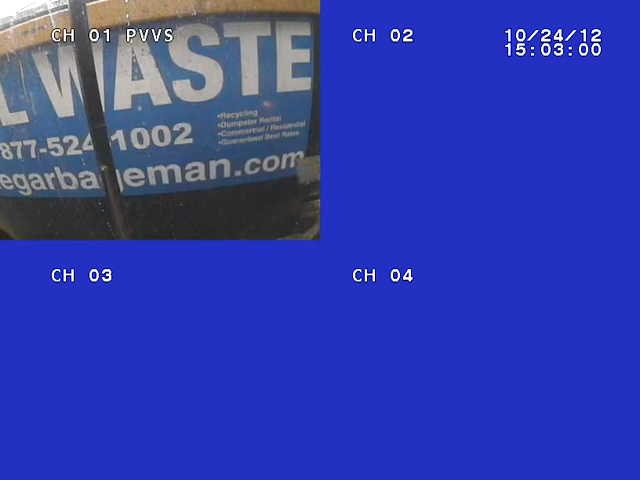 CH 01 PVVS
CH 02
10/24/12
15:03:00
L WASTE
•Recycling
•Dumpster Rental
•Commercial / Residential
•Guaranteed Best Rates
877-524-1002
egarbageman.com
CH 03
CH 04